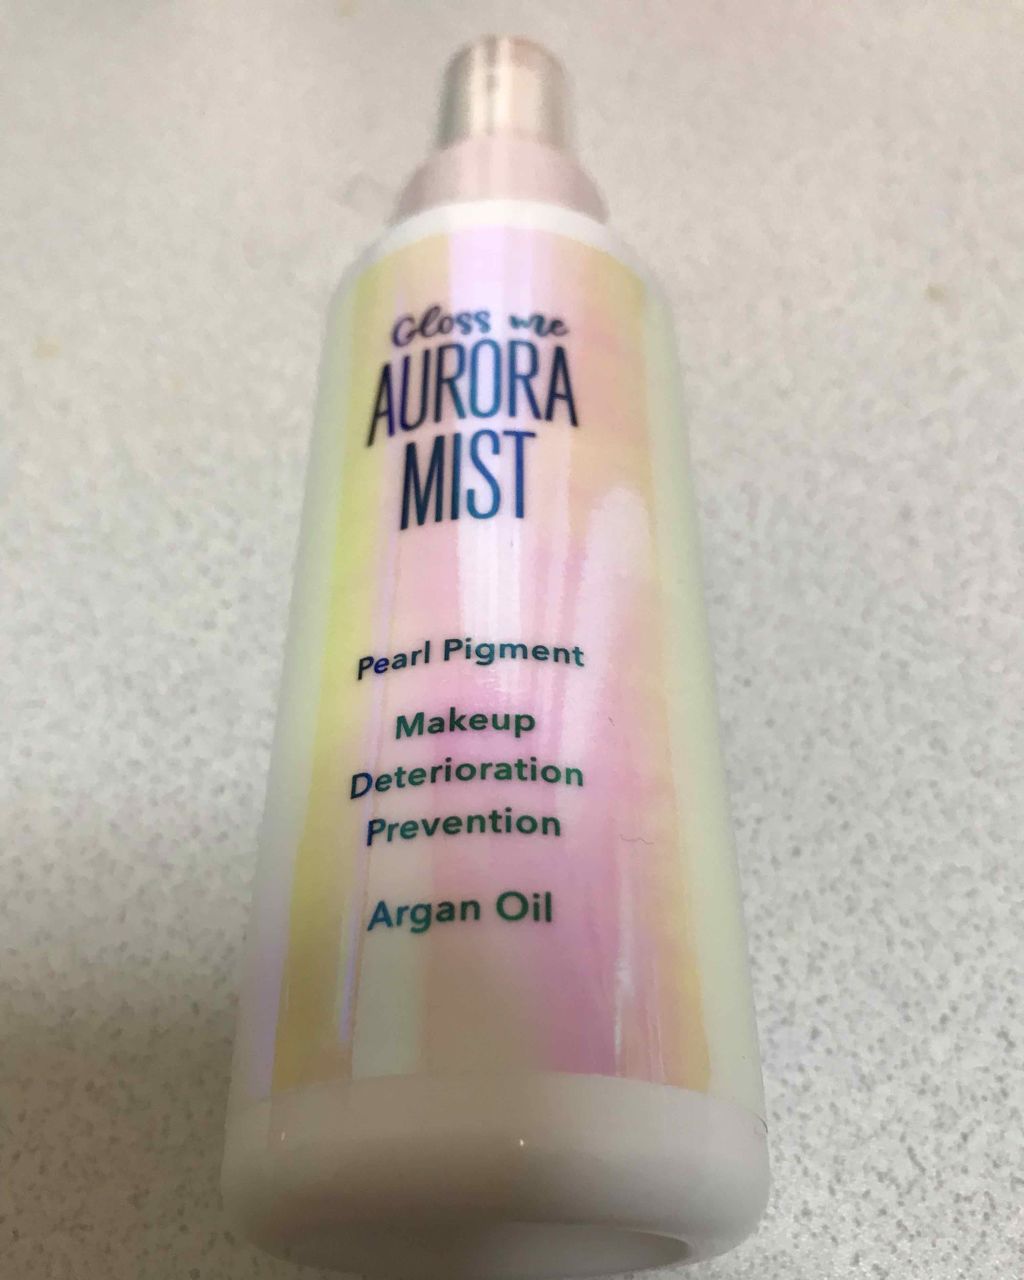 Gloss me
AURORA
MIST
Pearl Pigment
Makeup
Deterioration
Prevention
Argan Oil